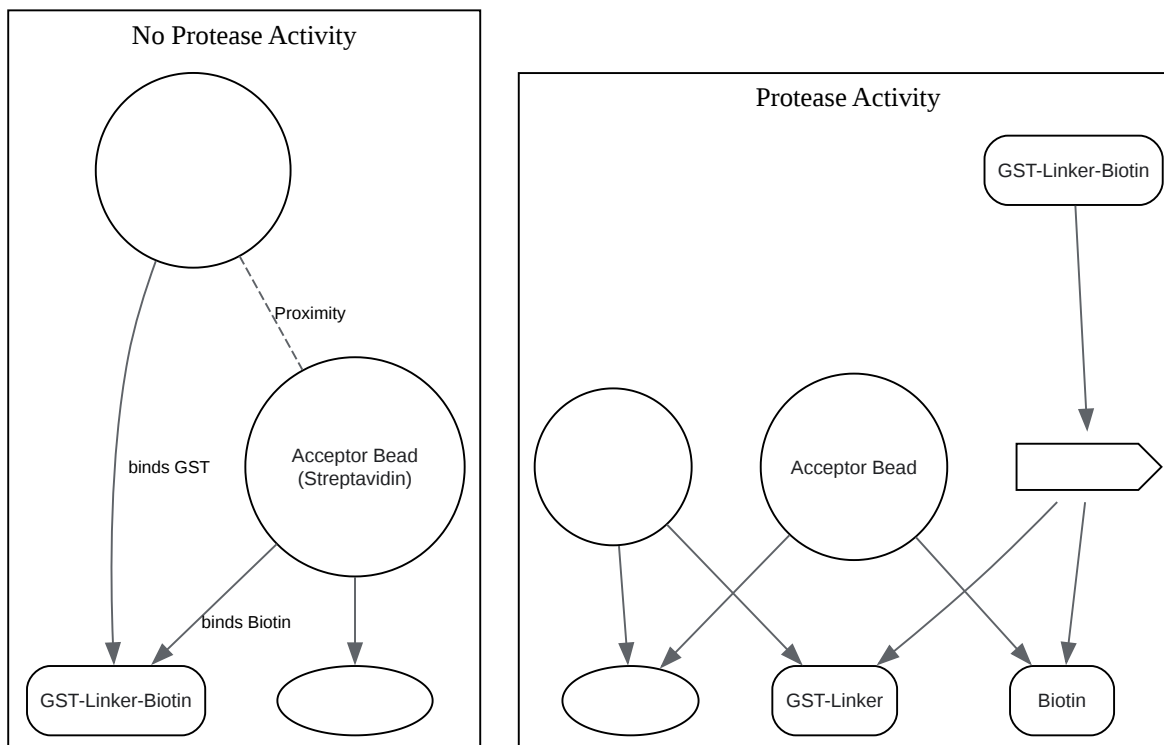 No Protease Activity
Proximity
Acceptor Bead
(Streptavidin)
binds GST
binds Biotin
GST-Linker-Biotin
Protease Activity
GST-Linker-Biotin
Acceptor Bead
GST-Linker
Biotin